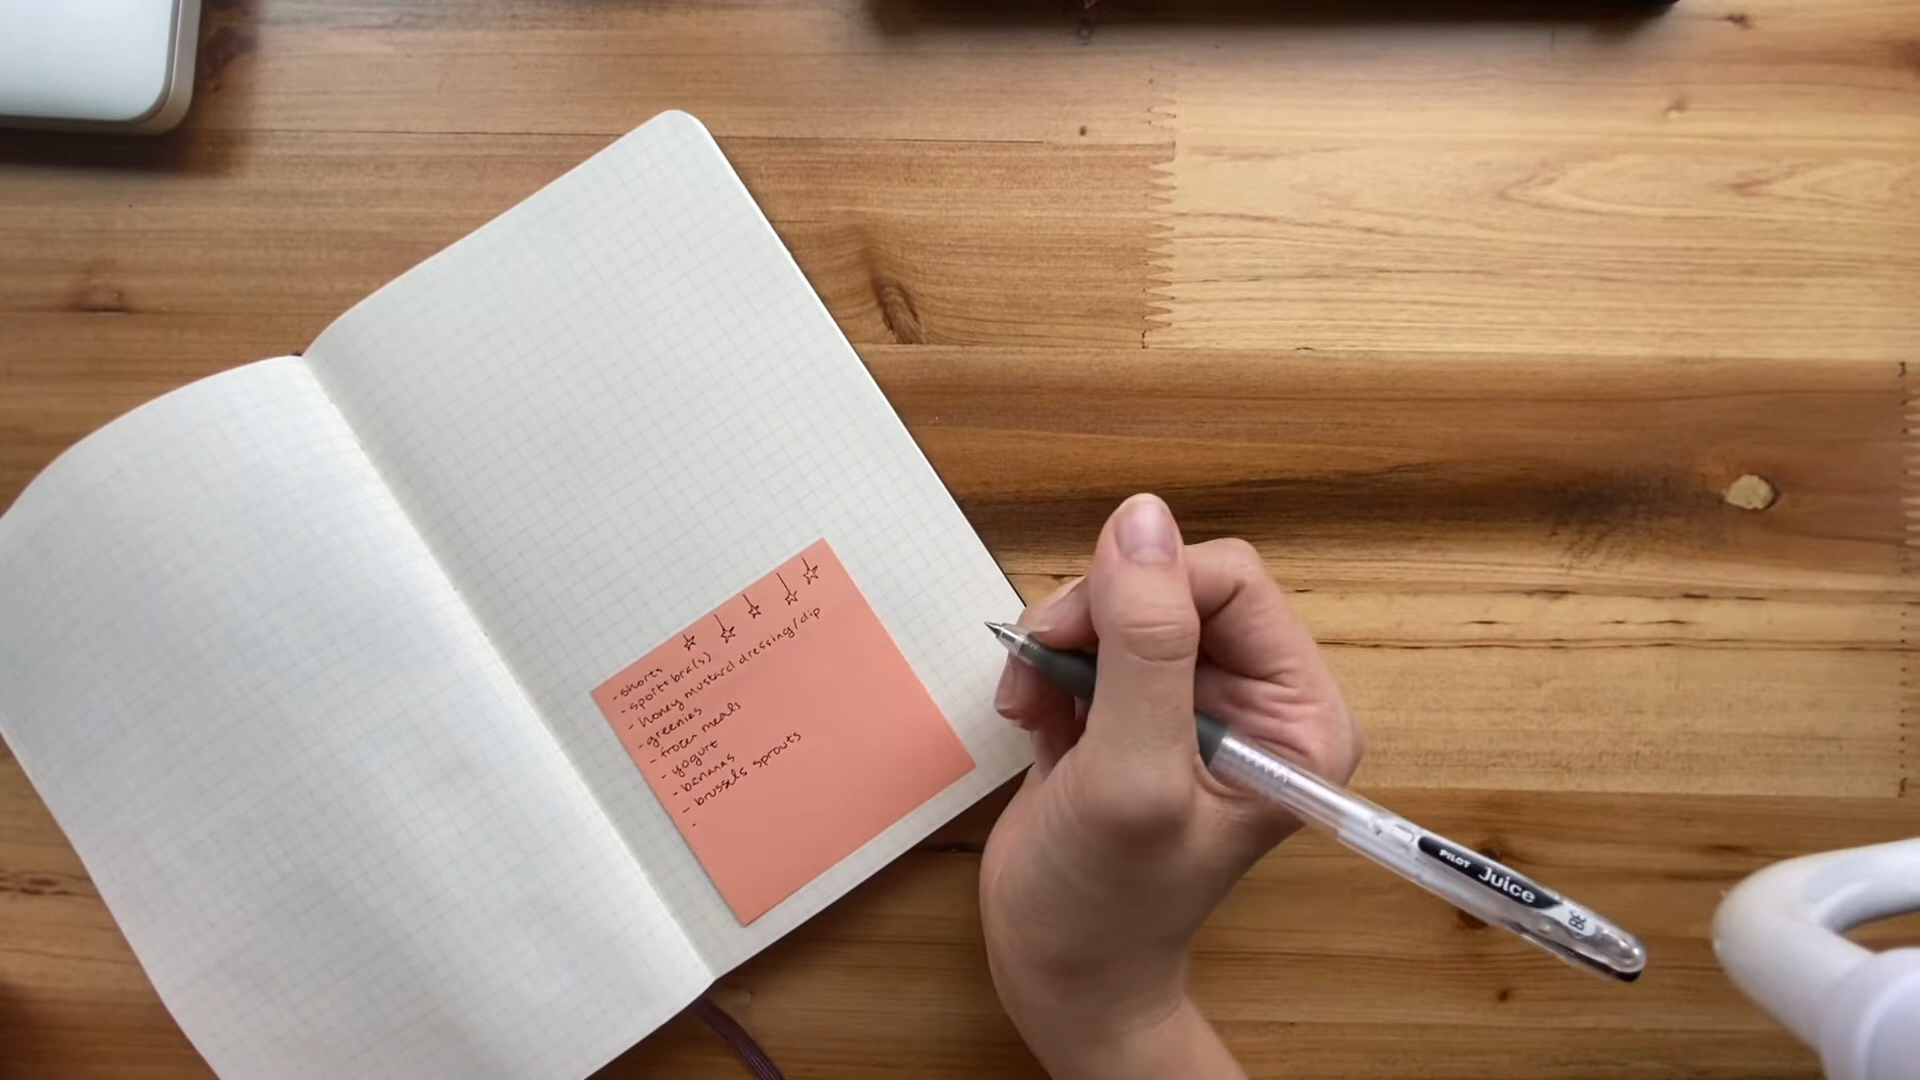 - shorts
- sports bra(s)
- honey mustard dressing/dip
- greenies
- frozen meals
- yogurt
- bananas
- brussels sprouts
-
PILOT Juice